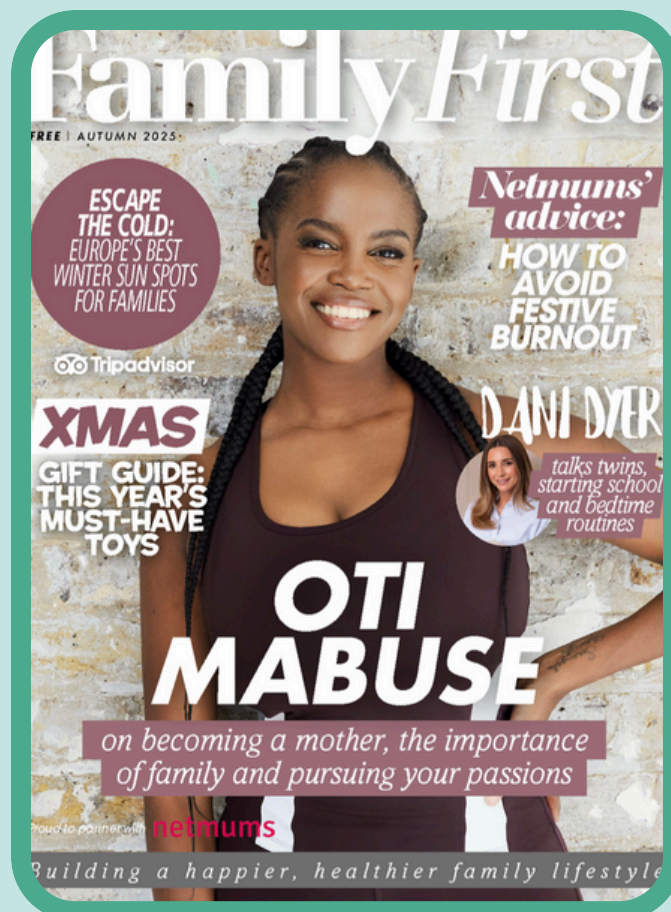 Family First
FREE | AUTUMN 2025
ESCAPE
THE COLD:
EUROPE'S BEST
WINTER SUN SPOTS
FOR FAMILIES
Tripadvisor
XMAS
GIFT GUIDE:
THIS YEAR'S
MUST-HAVE
TOYS
Netmums'
advice:
HOW TO
AVOID
FESTIVE
BURNOUT
DANI DYER
talks twins,
starting school
and bedtime
routines
OTI
MABUSE
on becoming a mother, the importance
of family and pursuing your passions
Proud to partner with netmums
Building a happier, healthier family lifestyle